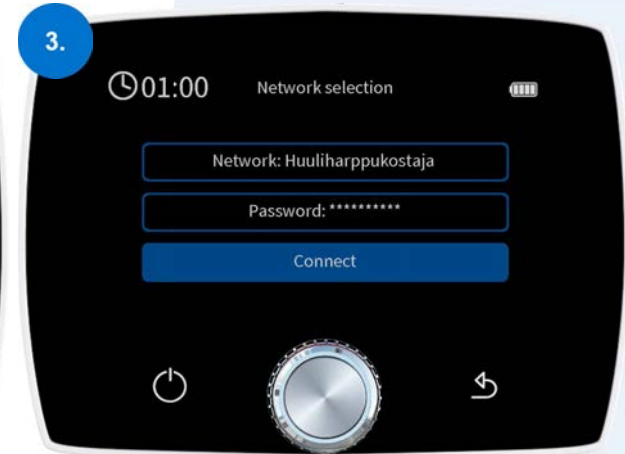 3.
01:00 Network selection
Network: Huuliharppukostaja
Password: **********
Connect